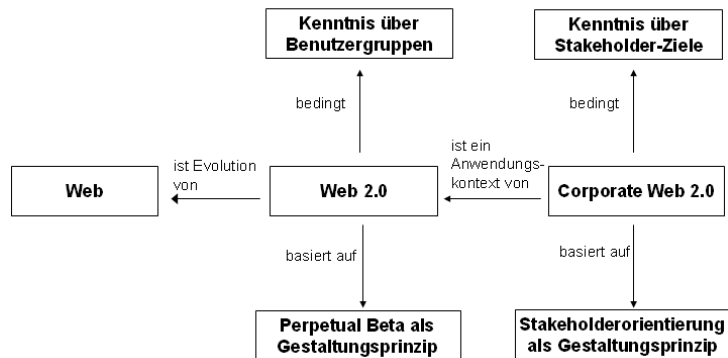 Kenntnis über
Benutzergruppen
Kenntnis über
Stakeholder-Ziele
bedingt
bedingt
ist Evolution
von
ist ein
Anwendungs-
kontext von
Web
Web 2.0
Corporate Web 2.0
basiert auf
basiert auf
Perpetual Beta als
Gestaltungsprinzip
Stakeholderorientierung
als Gestaltungsprinzip